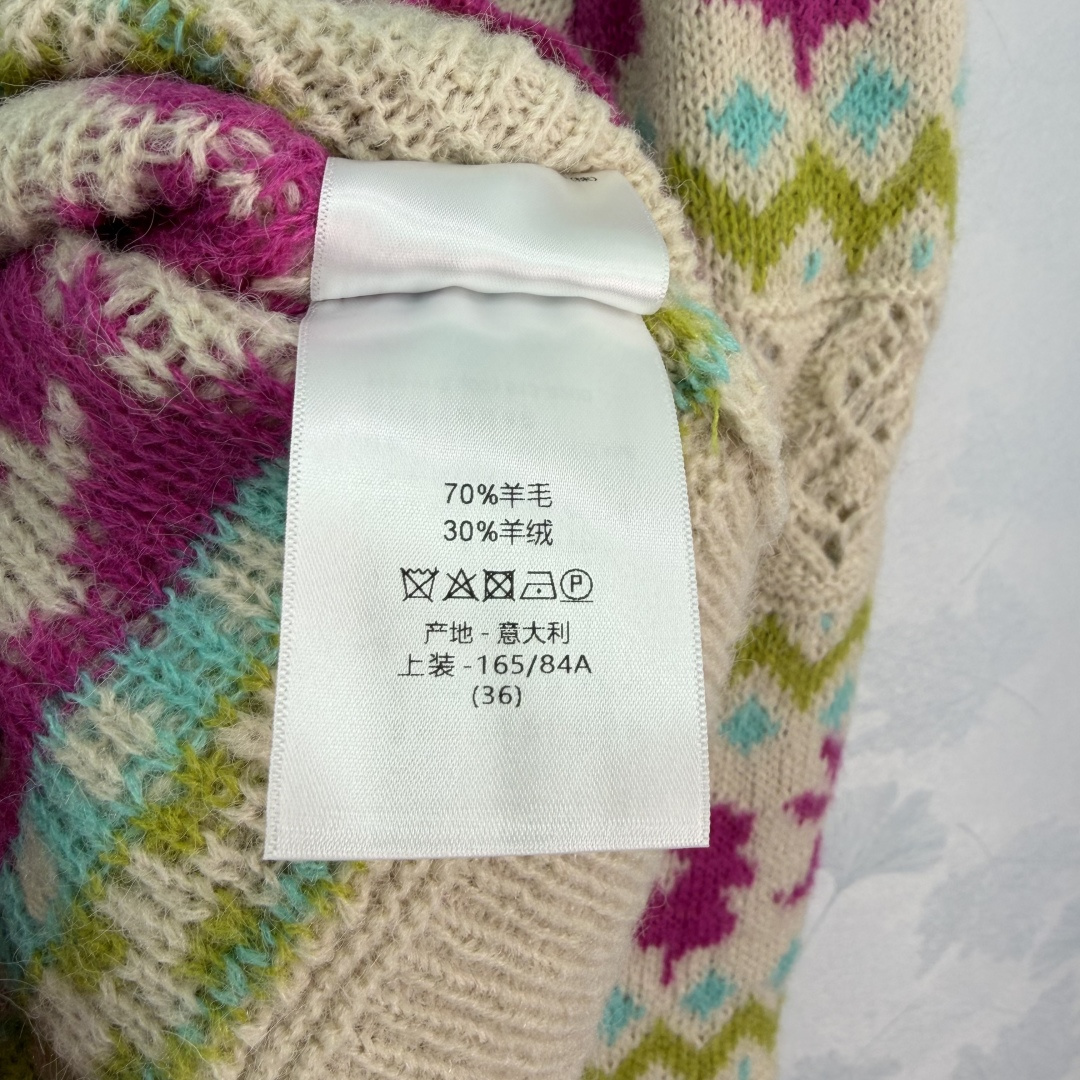 70%羊毛
30%羊绒
P
产地 - 意大利
上装 -165/84A
(36)